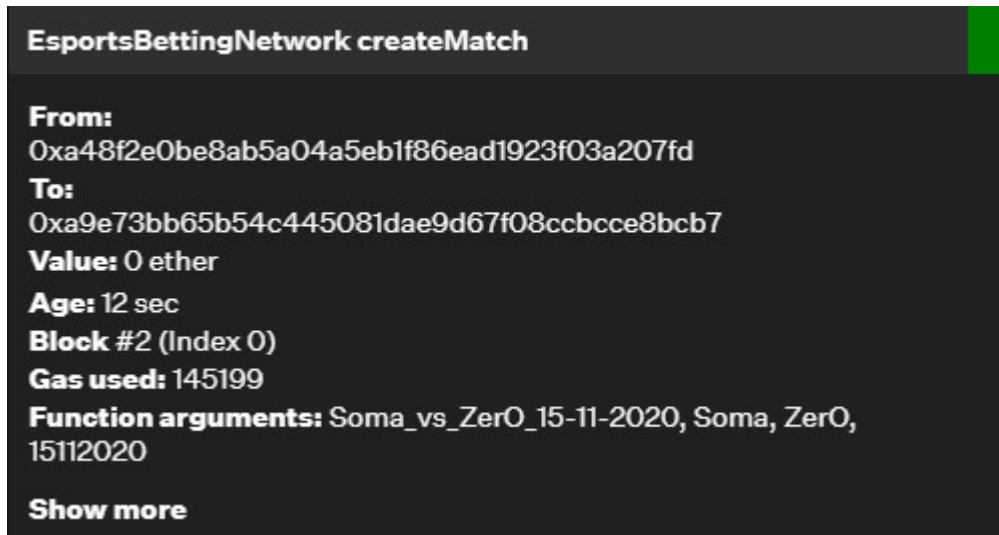 EsportsBettingNetwork createMatch
From:
0xa48f2e0be8ab5a04a5eb1f86ead1923f03a207fd
To:
0xa9e73bb65b54c445081dae9d67f08ccbcce8bcb7
Value: 0 ether
Age: 12 sec
Block #2 (Index 0)
Gas used: 145199
Function arguments: Soma_vs_ZerO_15-11-2020, Soma, ZerO,
15112020
Show more